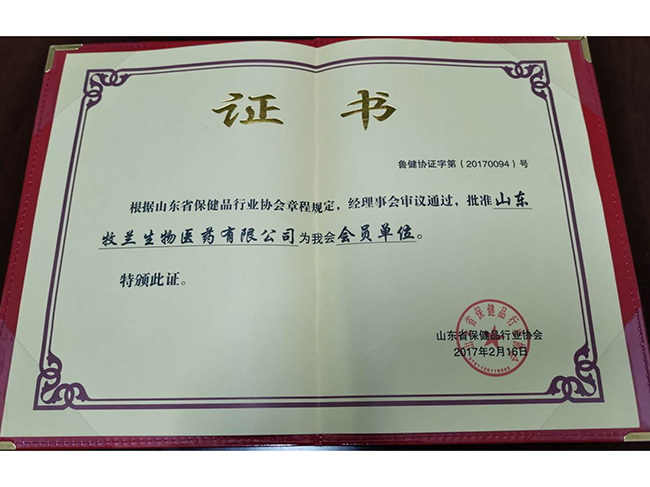 证 书
鲁健协证字第（20170094）号
根据山东省保健品行业协会章程规定，经理事会审议通过，批准山东
牧兰生物医药有限公司为我会会员单位。
特颁此证。
山东省保健品行业协会
2017年2月16日